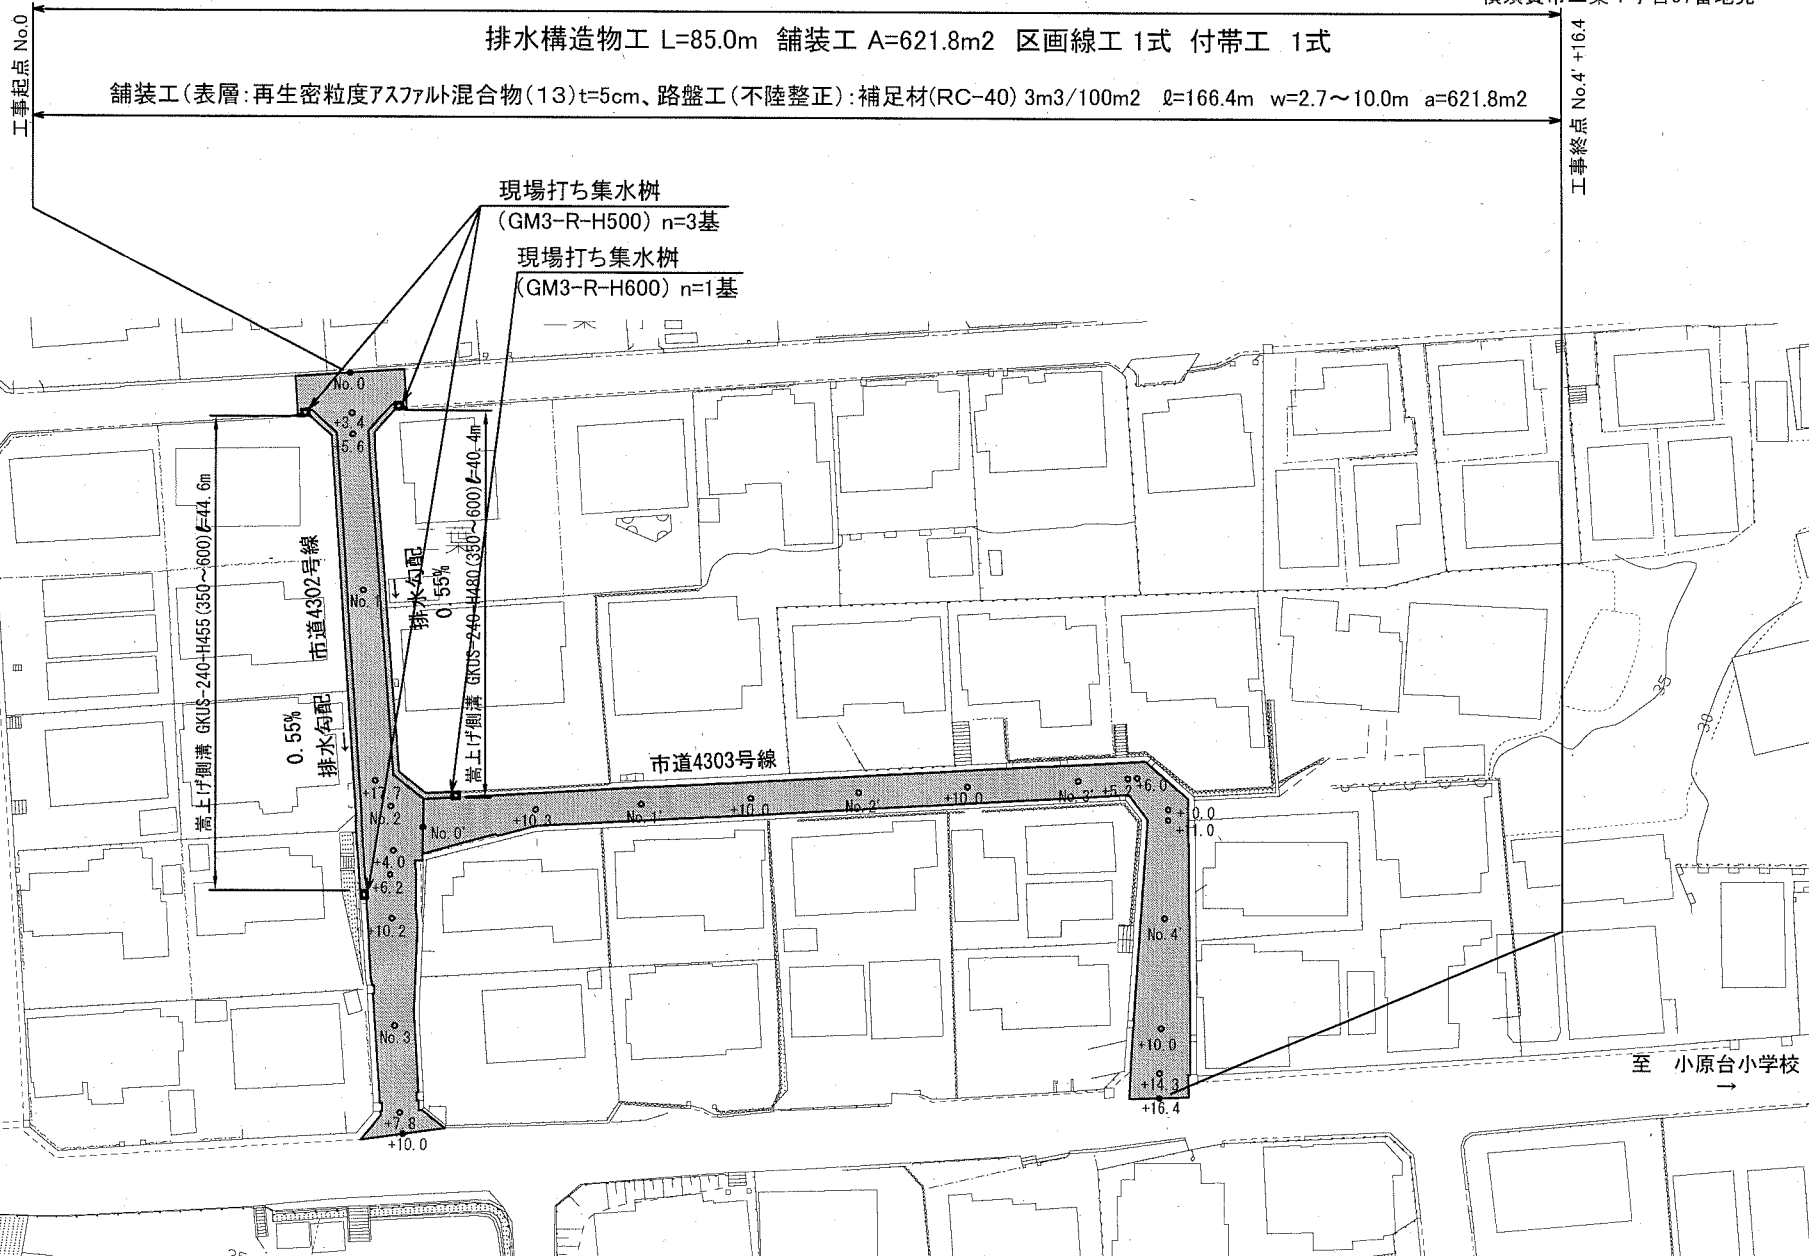 工事起点 No.0
排水構造物工 L=85.0m 舗装工 A=621.8m2 区画線工 1式 付帯工 1式
舗装工(表層:再生密粒度アスファルト混合物(13)t=5cm、路盤工(不陸整正):補足材(RC-40) 3m3/100m2 ℓ=166.4m w=2.7～10.0m a=621.8m2
工事終点 No.4' +16.4
現場打ち集水桝
(GM3-R-H500) n=3基
現場打ち集水桝
(GM3-R-H600) n=1基
No.0
+3.4
+5.6
嵩上げ側溝 GKUS-240-H455(350～600)ℓ=44.6m
市道4302号線
No.1
排水勾配
0.55%
嵩上げ側溝 GKUS-240-H480(350～600)ℓ=40.4m
0.55%
排水勾配
市道4303号線
+17.7
No.2
No.0'
+10.3
No.1'
+10.0
No.2'
+10.0
No.3'
+5.2
+6.0
+10.0
+11.0
+4.0
+6.2
+10.2
No.3
+7.8
+10.0
No.4'
+10.0
+14.3
+16.4
35
30
至 小原台小学校
→